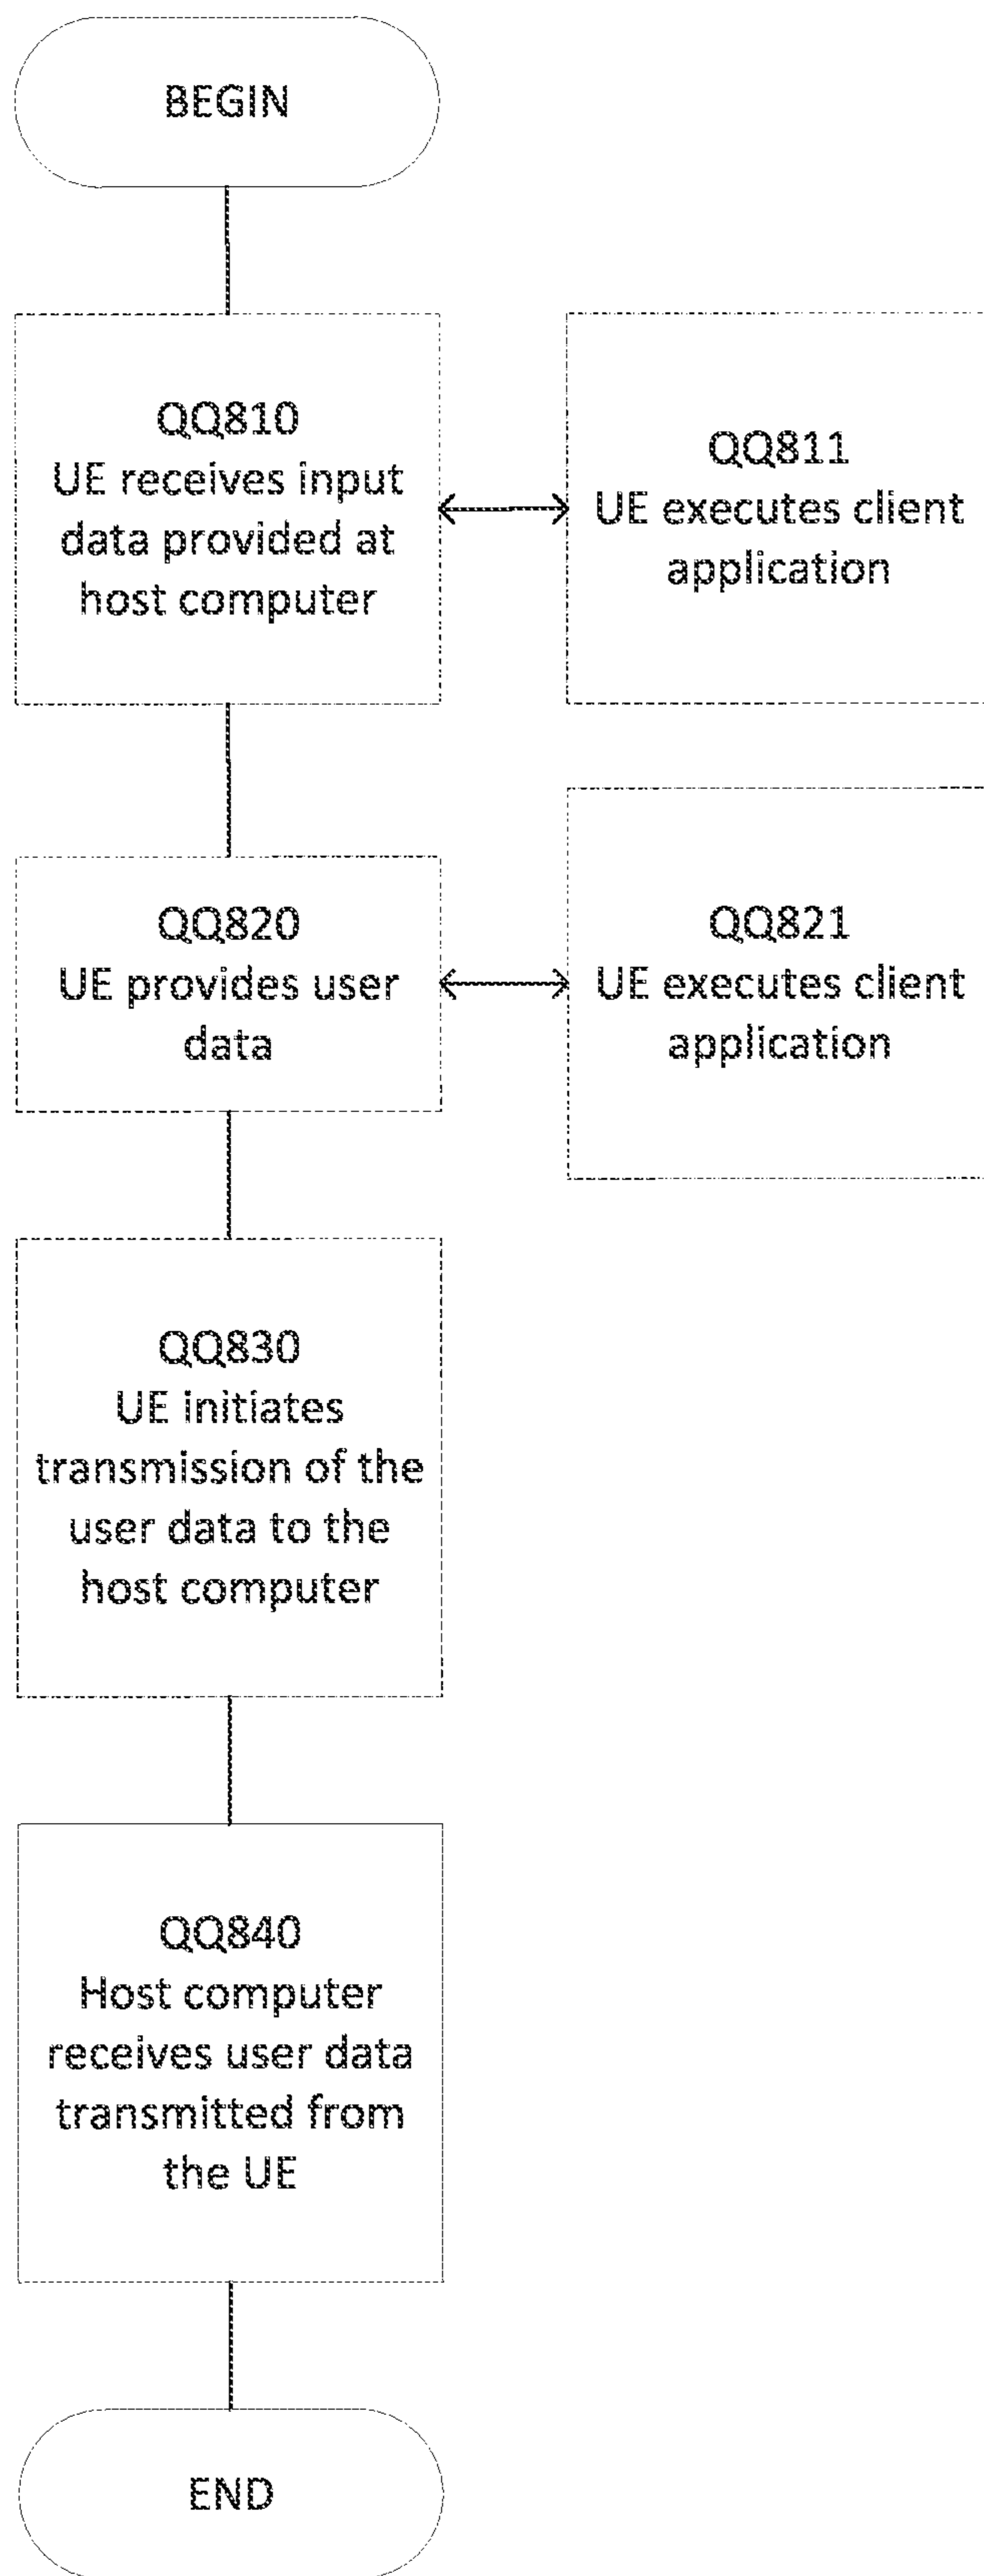 BEGIN
QQ810
UE receives input
data provided at
host computer
QQ811
UE executes client
application
QQ820
UE provides user
data
QQ821
UE executes client
application
QQ830
UE initiates
transmission of the
user data to the
host computer
QQ840
Host computer
receives user data
transmitted from
the UE
END